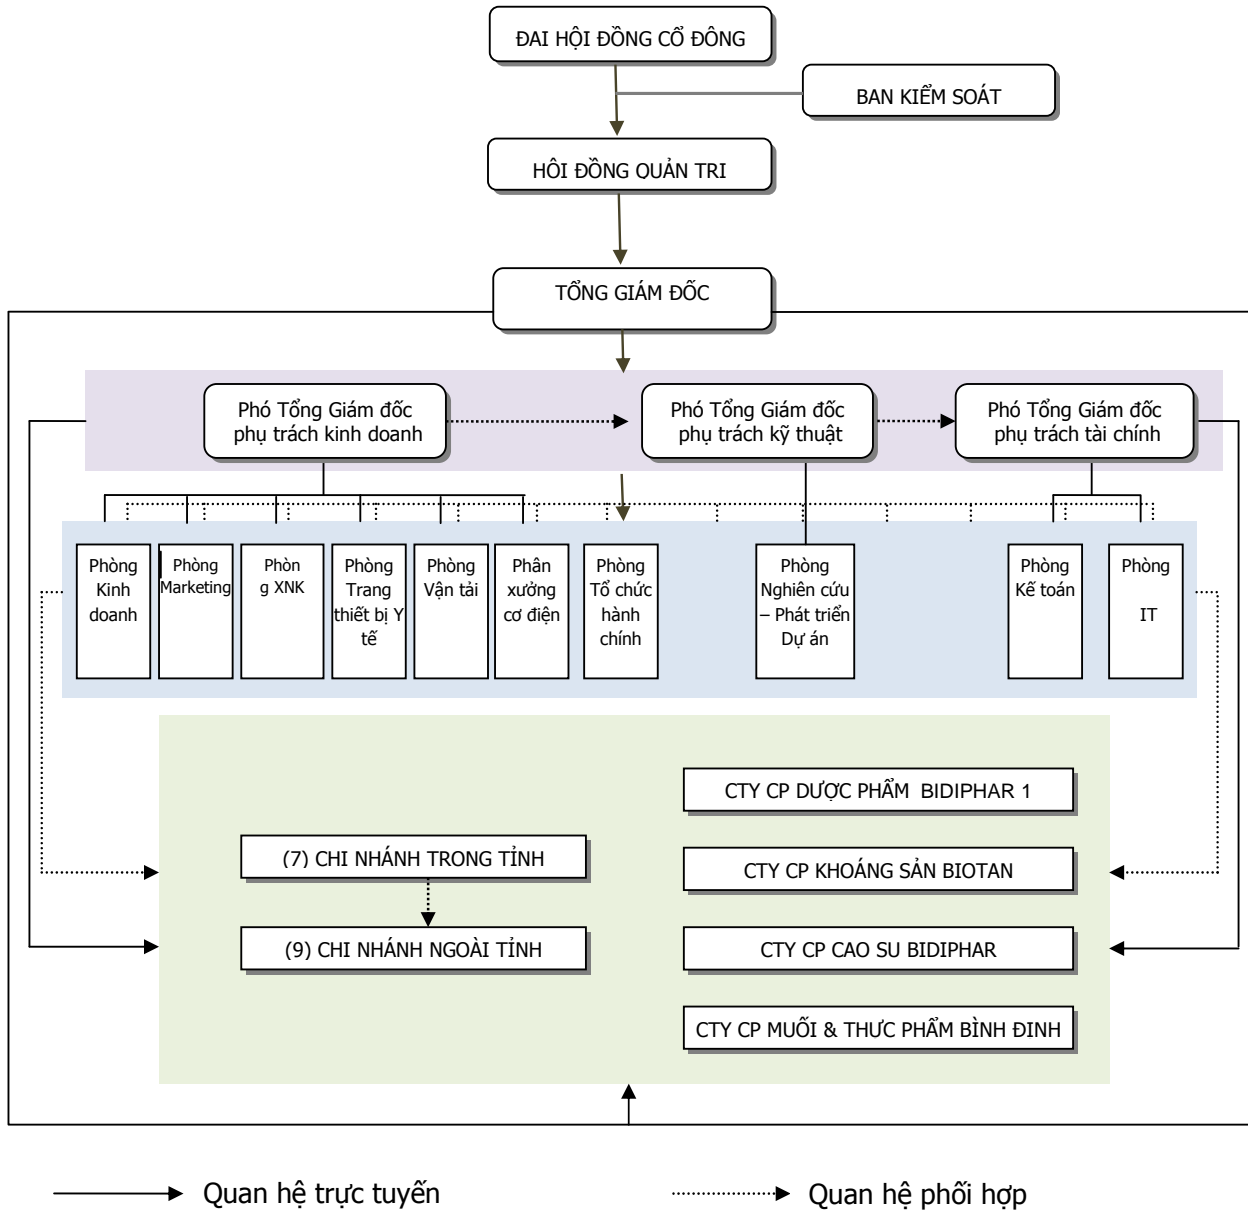 ĐAI HỘI ĐỒNG CỔ ĐÔNG
BAN KIỂM SOÁT
HÔI ĐỒNG QUẢN TRI
TỔNG GIÁM ĐỐC
Phó Tổng Giám đốc
phụ trách kinh doanh
Phó Tổng Giám đốc
phụ trách kỹ thuật
Phó Tổng Giám đốc
phụ trách tài chính
Phòng
Kinh
doanh
Phòng
Marketing
Phòn
g XNK
Phòng
Trang
thiết bị Y
tế
Phòng
Vận tải
Phân
xưởng
cơ điện
Phòng
Tổ chức
hành
chính
Phòng
Nghiên cứu
– Phát triển
Dự án
Phòng
Kế toán
Phòng
IT
(7) CHI NHÁNH TRONG TỈNH
(9) CHI NHÁNH NGOÀI TỈNH
CTY CP DƯỢC PHẨM BIDIPHAR 1
CTY CP KHOÁNG SẢN BIOTAN
CTY CP CAO SU BIDIPHAR
CTY CP MUỐI & THƯC PHẨM BÌNH ĐINH
Quan hệ trực tuyến
Quan hệ phối hợp